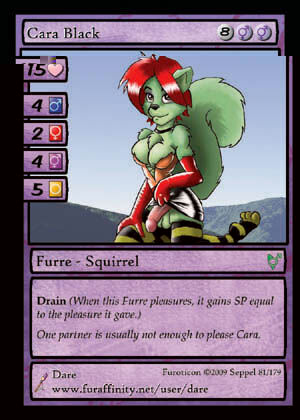 Cara Black 8
15
4
2
4
5
Furre - Squirrel
Drain (When this Furre pleasures, it gains SP equal
to the pleasure it gave.)
One partner is usually not enough to please Cara.
Dare
Furoticon ©2009 Seppel 81/179
www.furaffinity.net/user/dare